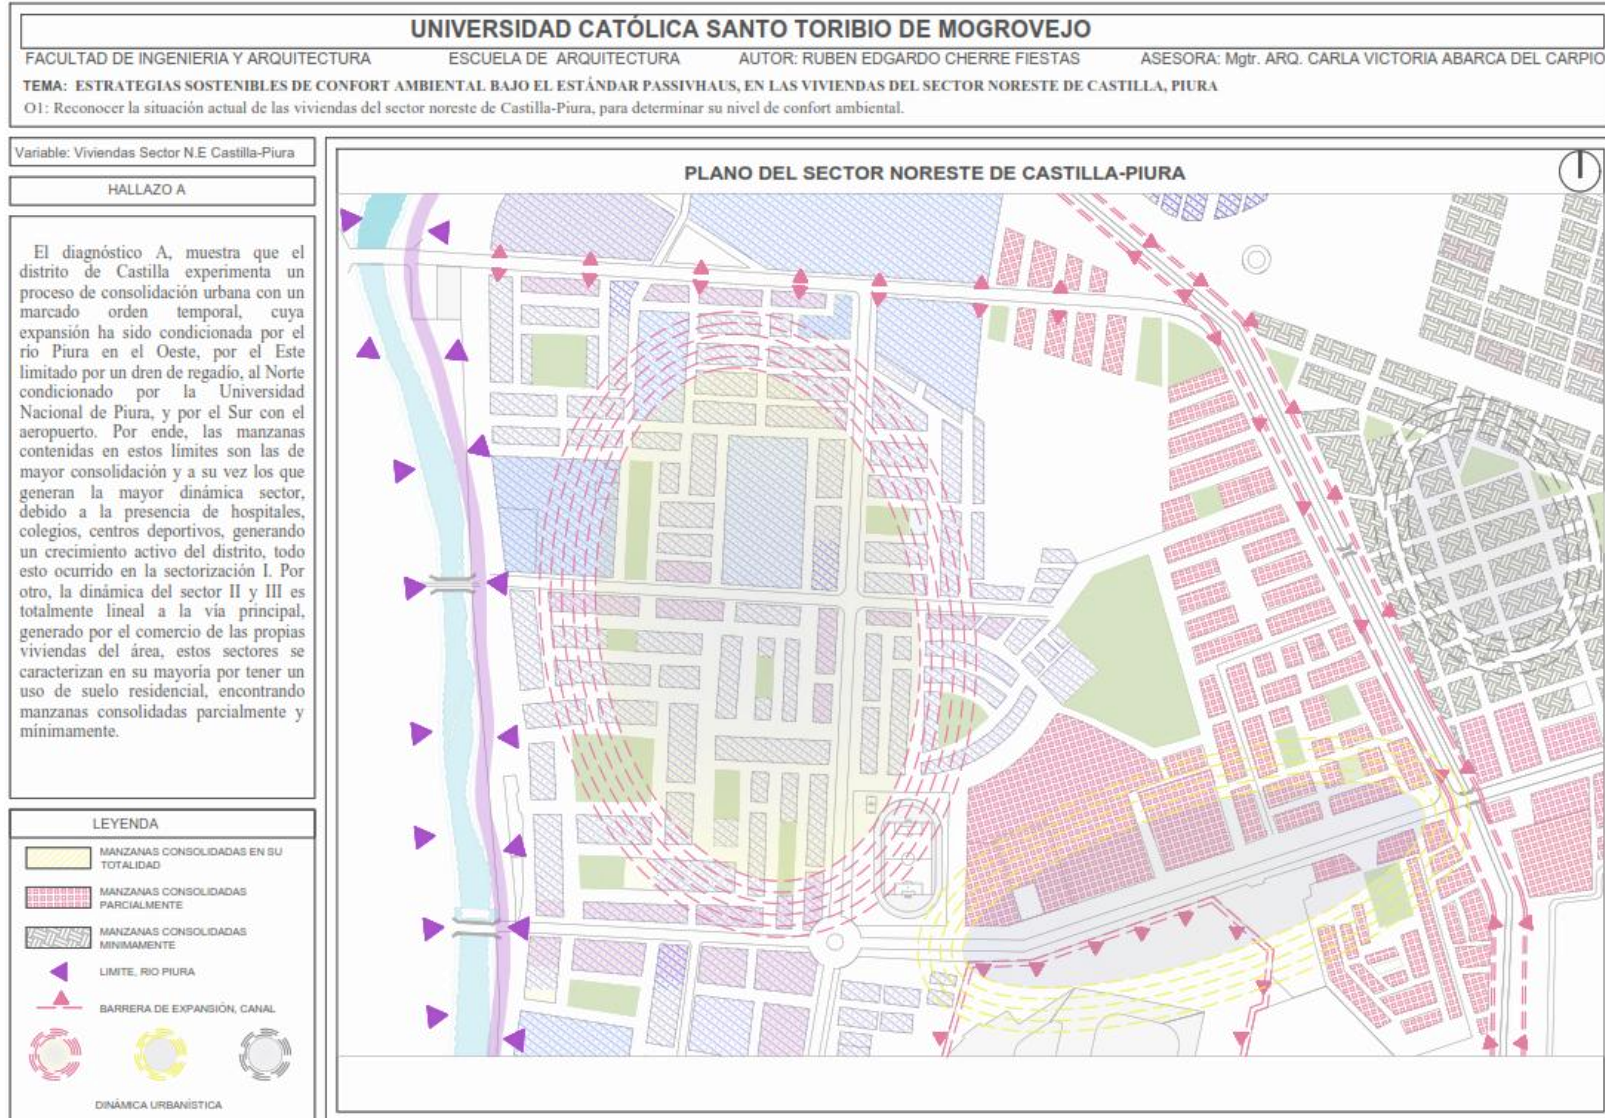 UNIVERSIDAD CATÓLICA SANTO TORIBIO DE MOGROVEJO
FACULTAD DE INGENIERIA Y ARQUITECTURA ESCUELA DE ARQUITECTURA AUTOR: RUBEN EDGARDO CHERRE FIESTAS ASESORA: Mgtr. ARQ. CARLA VICTORIA ABARCA DEL CARPIO
TEMA: ESTRATEGIAS SOSTENIBLES DE CONFORT AMBIENTAL BAJO EL ESTÁNDAR PASSIVHAUS, EN LAS VIVIENDAS DEL SECTOR NORESTE DE CASTILLA, PIURA
O1: Reconocer la situación actual de las viviendas del sector noreste de Castilla-Piura, para determinar su nivel de confort ambiental.
Variable: Viviendas Sector N.E Castilla-Piura
HALLAZO A
El diagnóstico A, muestra que el
distrito de Castilla experimenta un
proceso de consolidación urbana con un
marcado orden temporal, cuya
expansión ha sido condicionada por el
río Piura en el Oeste, por el Este
limitado por un dren de regadío, al Norte
condicionado por la Universidad
Nacional de Piura, y por el Sur con el
aeropuerto. Por ende, las manzanas
contenidas en estos límites son las de
mayor consolidación y a su vez los que
generan la mayor dinámica sector,
debido a la presencia de hospitales,
colegios, centros deportivos, generando
un crecimiento activo del distrito, todo
esto ocurrido en la sectorización I. Por
otro, la dinámica del sector II y III es
totalmente lineal a la vía principal,
generado por el comercio de las propias
viviendas del área, estos sectores se
caracterizan en su mayoría por tener un
uso de suelo residencial, encontrando
manzanas consolidadas parcialmente y
mínimamente.
LEYENDA
MANZANAS CONSOLIDADAS EN SU
TOTALIDAD
MANZANAS CONSOLIDADAS
PARCIALMENTE
MANZANAS CONSOLIDADAS
MINIMAMENTE
LIMITE, RIO PIURA
BARRERA DE EXPANSIÓN, CANAL
DINÁMICA URBANÍSTICA
PLANO DEL SECTOR NORESTE DE CASTILLA-PIURA